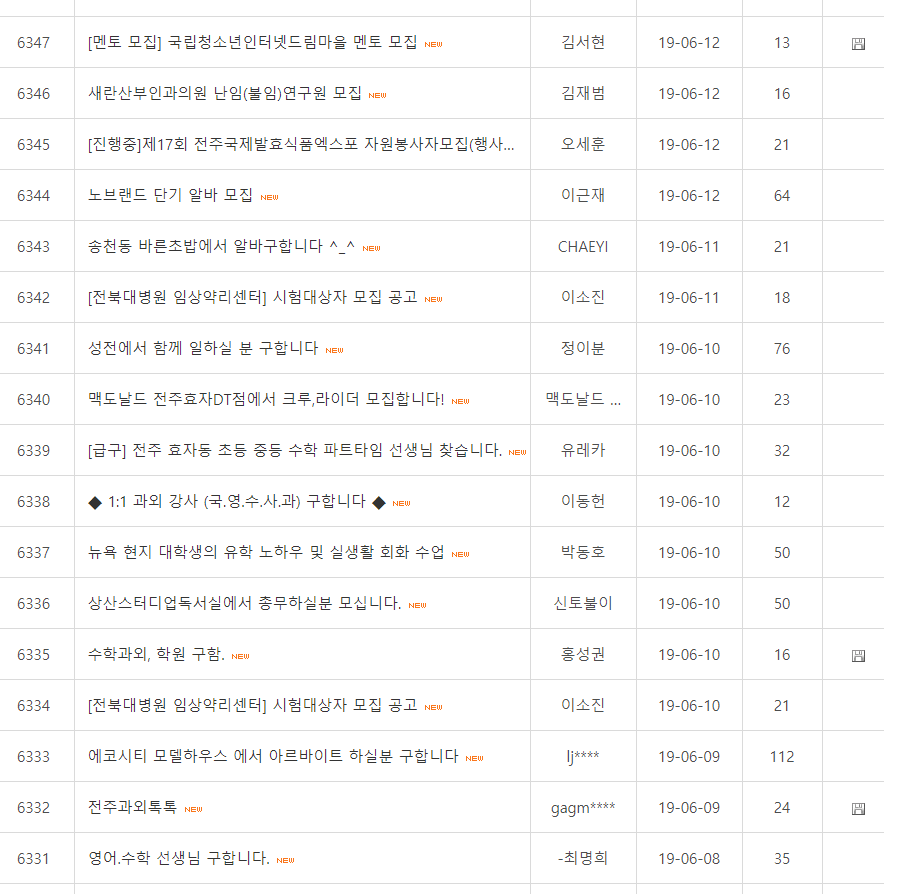 6347 [멘토 모집] 국립청소년인터넷드림마을 멘토 모집 NEW 김서현 19-06-12 13
6346 새란산부인과의원 난임(불임)연구원 모집 NEW 김재범 19-06-12 16
6345 [진행중]제17회 전주국제발효식품엑스포 자원봉사자모집(행사... 오세훈 19-06-12 21
6344 노브랜드 단기 알바 모집 NEW 이근재 19-06-12 64
6343 송천동 바른초밥에서 알바구합니다 ^_^ NEW CHAEYI 19-06-11 21
6342 [전북대병원 임상약리센터] 시험대상자 모집 공고 NEW 이소진 19-06-11 18
6341 성전에서 함께 일하실 분 구합니다 NEW 정이분 19-06-10 76
6340 맥도날드 전주효자DT점에서 크루,라이더 모집합니다! NEW 맥도날드 ... 19-06-10 23
6339 [급구] 전주 효자동 초등 중등 수학 파트타임 선생님 찾습니다. NEW 유레카 19-06-10 32
6338 ◆ 1:1 과외 강사 (국.영.수.사.과) 구합니다 ◆ NEW 이동헌 19-06-10 12
6337 뉴욕 현지 대학생의 유학 노하우 및 실생활 회화 수업 NEW 박동호 19-06-10 50
6336 상산스터디업독서실에서 총무하실분 모십니다. NEW 신토불이 19-06-10 50
6335 수학과외, 학원 구함. NEW 홍성권 19-06-10 16
6334 [전북대병원 임상약리센터] 시험대상자 모집 공고 NEW 이소진 19-06-10 21
6333 에코시티 모델하우스 에서 아르바이트 하실분 구합니다 NEW lj**** 19-06-09 112
6332 전주과외톡톡 NEW gagm**** 19-06-09 24
6331 영어.수학 선생님 구합니다. NEW -최명희 19-06-08 35